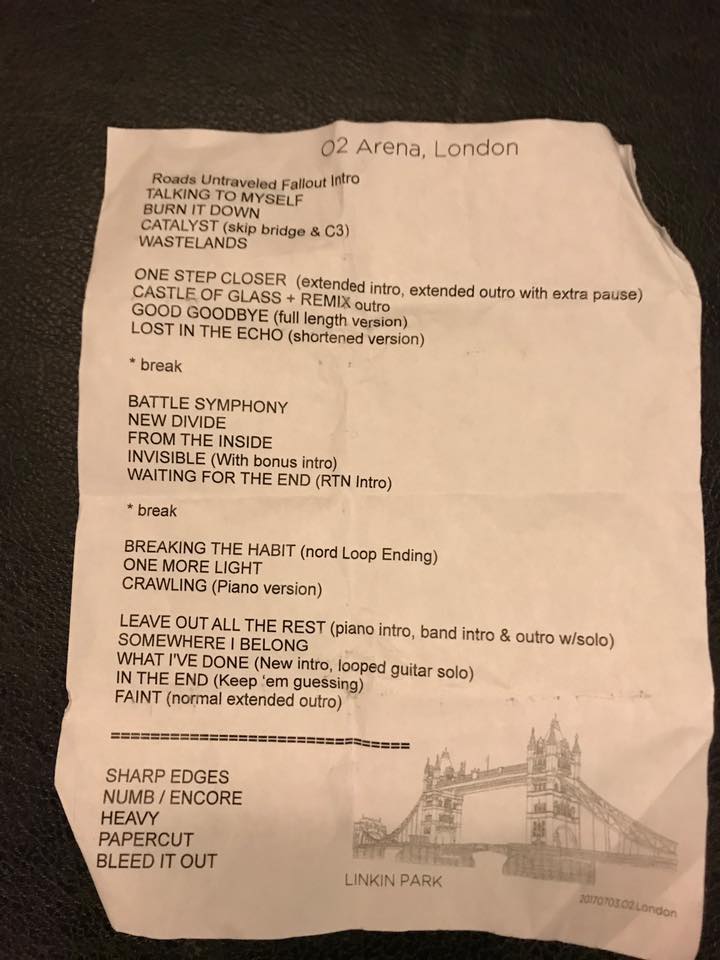 O2 Arena, London
Roads Untraveled Fallout Intro
TALKING TO MYSELF
BURN IT DOWN
CATALYST (skip bridge & C3)
WASTELANDS
ONE STEP CLOSER (extended intro, extended outro with extra pause)
CASTLE OF GLASS + REMIX outro
GOOD GOODBYE (full length version)
LOST IN THE ECHO (shortened version)
* break
BATTLE SYMPHONY
NEW DIVIDE
FROM THE INSIDE
INVISIBLE (With bonus intro)
WAITING FOR THE END (RTN Intro)
* break
BREAKING THE HABIT (nord Loop Ending)
ONE MORE LIGHT
CRAWLING (Piano version)
LEAVE OUT ALL THE REST (piano intro, band intro & outro w/solo)
SOMEWHERE I BELONG
WHAT I'VE DONE (New intro, looped guitar solo)
IN THE END (Keep 'em guessing)
FAINT (normal extended outro)
==============================
SHARP EDGES
NUMB / ENCORE
HEAVY
PAPERCUT
BLEED IT OUT
LINKIN PARK
20170703.02 London